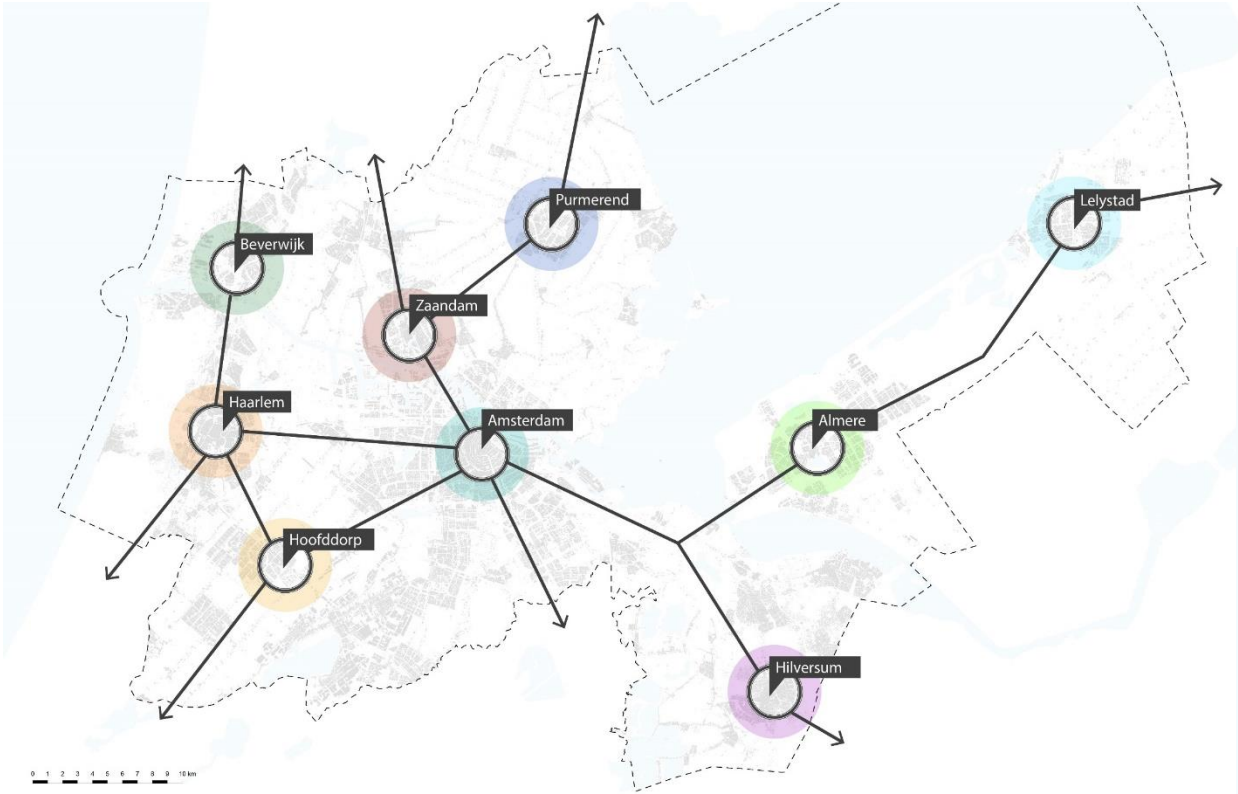 Purmerend
Lelystad
Beverwijk
Zaandam
Haarlem
Amsterdam
Almere
Hoofddorp
Hilversum
0 1 2 3 4 5 6 7 8 9 10 km